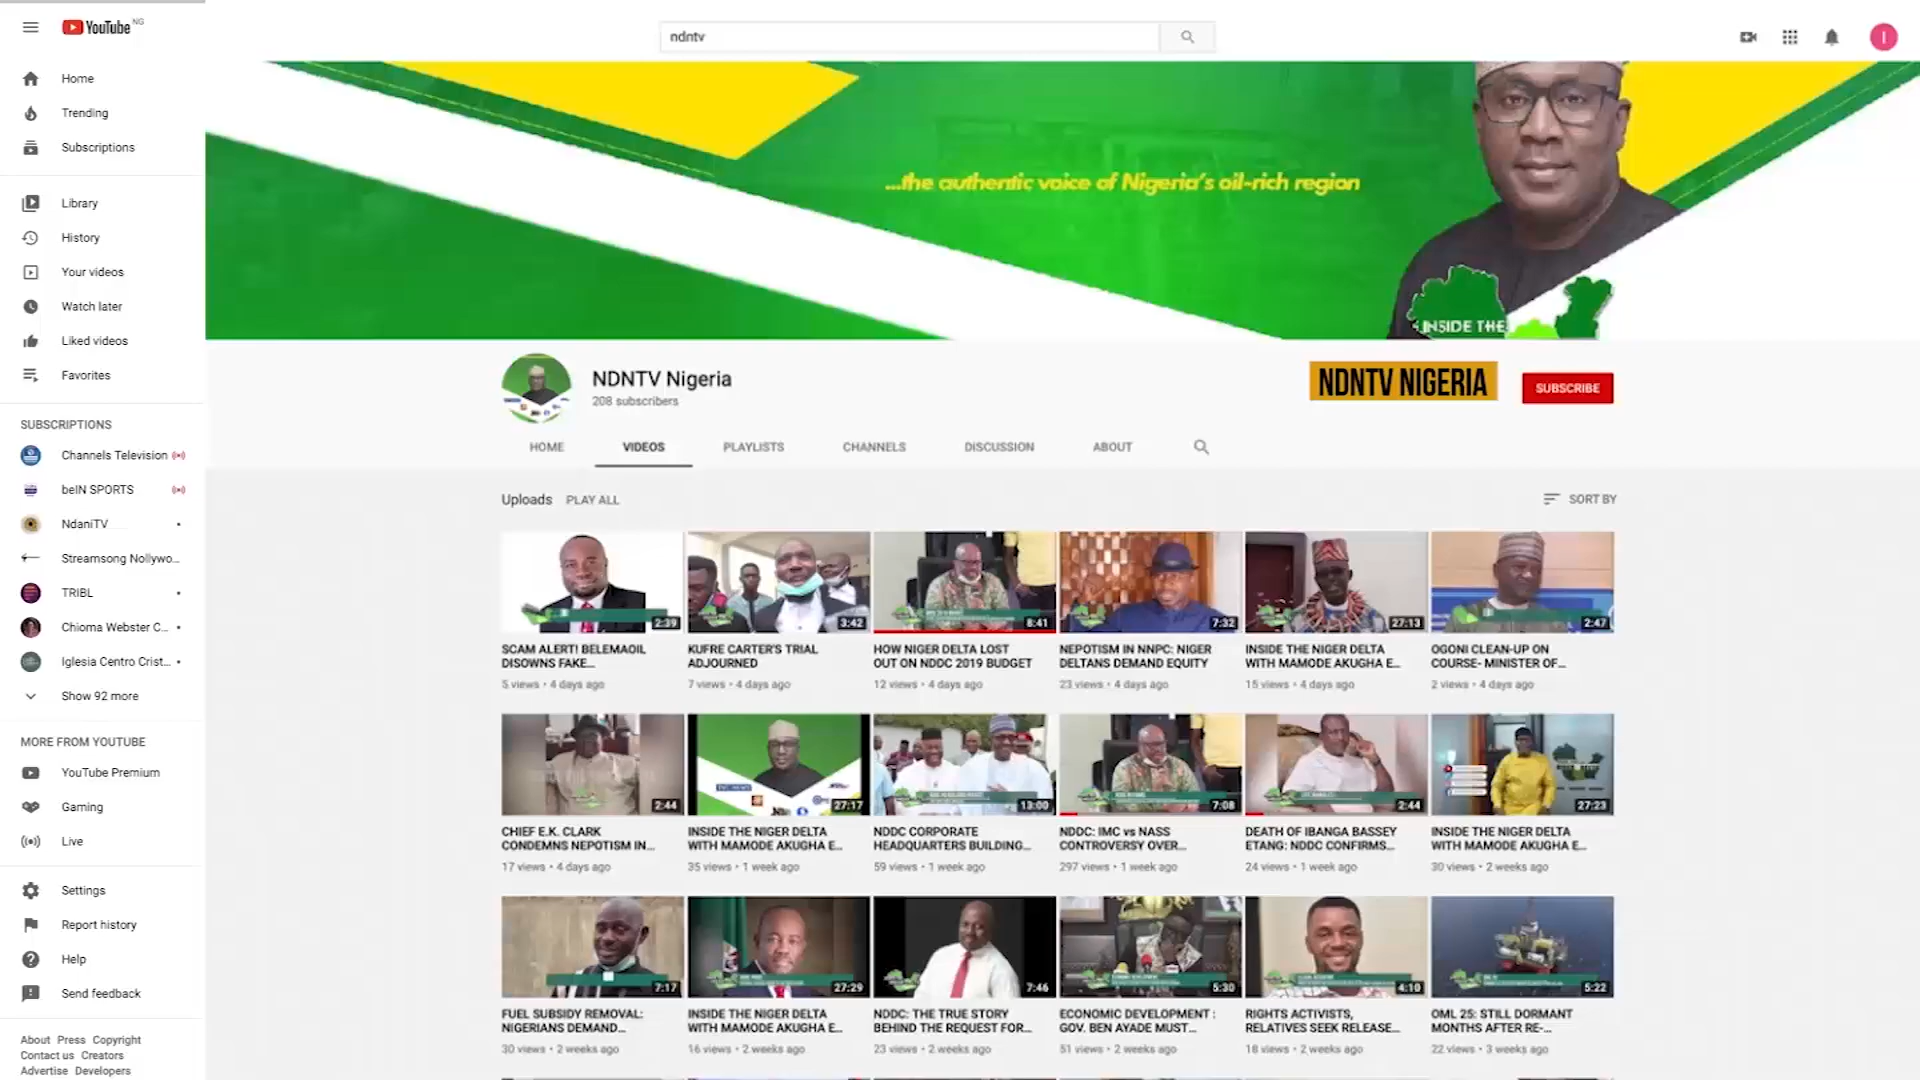 YouTube NG
ndntv
Home
Trending
Subscriptions
Library
History
Your videos
Watch later
Liked videos
Favorites
SUBSCRIPTIONS
Channels Television
beIN SPORTS
NdaniTV
Streamsong Nollywo...
TRIBL
Chioma Webster C...
Iglesia Centro Crist...
Show 92 more
MORE FROM YOUTUBE
YouTube Premium
Gaming
Live
Settings
Report history
Help
Send feedback
About Press Copyright
Contact us Creators
Advertise Developers
...the authentic voice of Nigeria's oil-rich region
INSIDE THE
NDNTV Nigeria
208 subscribers
NDNTV NIGERIA
SUBSCRIBE
HOME VIDEOS PLAYLISTS CHANNELS DISCUSSION ABOUT
Uploads PLAY ALL
SORT BY
2:39 3:42 8:41 7:32 27:13 2:47
SCAM ALERT! BELEMAOIL
DISOWNS FAKE...
5 views • 4 days ago
KUFRE CARTER'S TRIAL
ADJOURNED
7 views • 4 days ago
HOW NIGER DELTA LOST
OUT ON NDDC 2019 BUDGET
12 views • 4 days ago
NEPOTISM IN NNPC: NIGER
DELTANS DEMAND EQUITY
23 views • 4 days ago
INSIDE THE NIGER DELTA
WITH MAMODE AKUGHA E...
15 views • 4 days ago
OGONI CLEAN-UP ON
COURSE- MINISTER OF...
2 views • 4 days ago
2:44 27:17 13:00 7:08 2:44 27:23
CHIEF E.K. CLARK
CONDEMNS NEPOTISM IN...
17 views • 4 days ago
INSIDE THE NIGER DELTA
WITH MAMODE AKUGHA E...
35 views • 1 week ago
NDDC CORPORATE
HEADQUARTERS BUILDING...
59 views • 1 week ago
NDDC: IMC vs NASS
CONTROVERSY OVER...
297 views • 1 week ago
DEATH OF IBANGA BASSEY
ETANG: NDDC CONFIRMS...
24 views • 1 week ago
INSIDE THE NIGER DELTA
WITH MAMODE AKUGHA E...
30 views • 2 weeks ago
7:17 27:29 7:46 5:30 4:10 5:22
FUEL SUBSIDY REMOVAL:
NIGERIANS DEMAND...
30 views • 2 weeks ago
INSIDE THE NIGER DELTA
WITH MAMODE AKUGHA E...
16 views • 2 weeks ago
NDDC: THE TRUE STORY
BEHIND THE REQUEST FOR...
23 views • 2 weeks ago
ECONOMIC DEVELOPMENT :
GOV. BEN AYADE MUST...
51 views • 2 weeks ago
RIGHTS ACTIVISTS,
RELATIVES SEEK RELEASE...
18 views • 2 weeks ago
OML 25: STILL DORMANT
MONTHS AFTER RE-...
22 views • 3 weeks ago